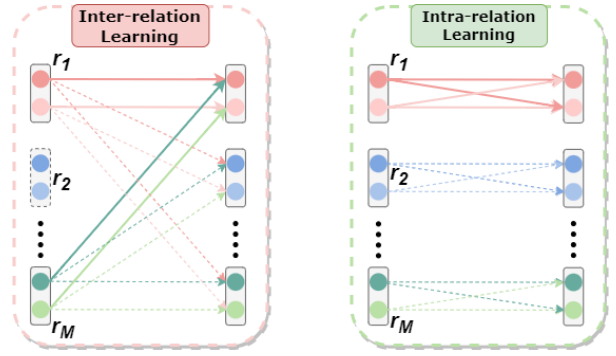 Inter-relation
Learning
r1
r2
rM
Intra-relation
Learning
r1
r2
rM